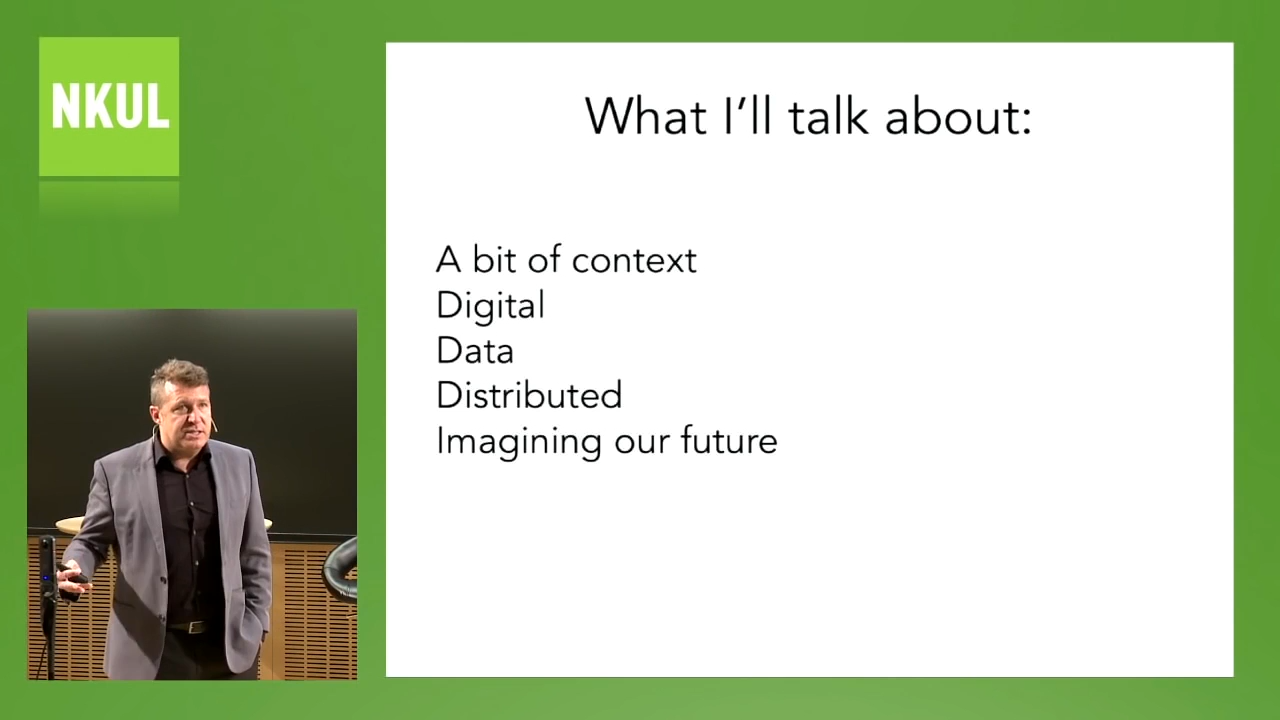 NKUL
What I'll talk about:
A bit of context
Digital
Data
Distributed
Imagining our future